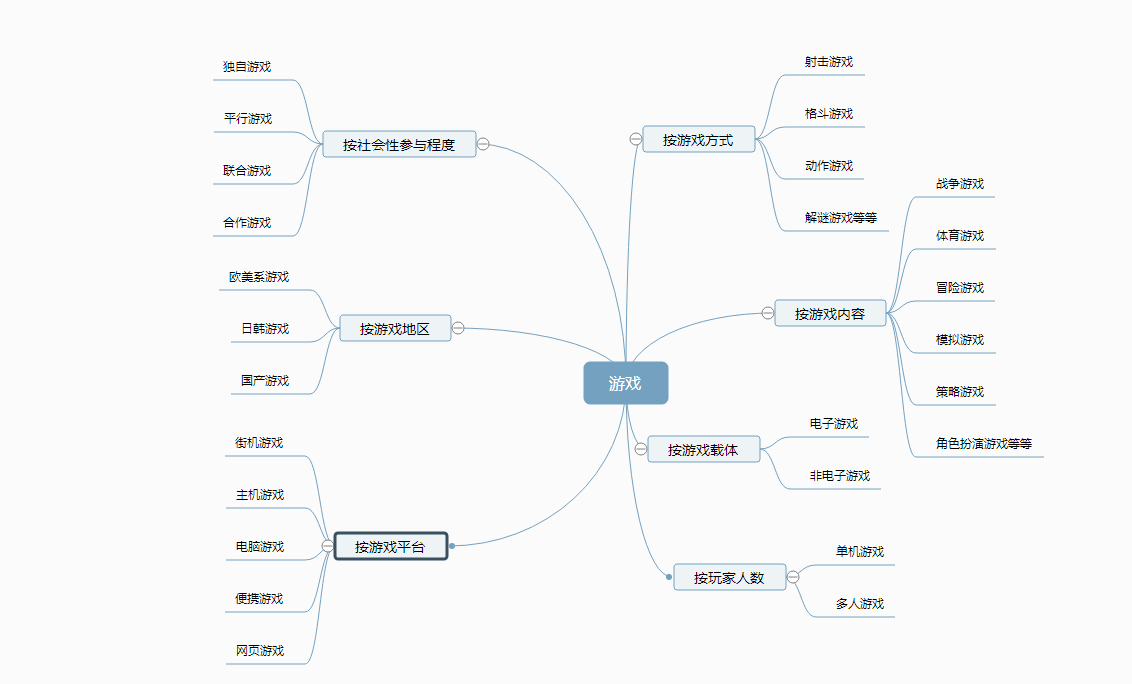 游戏
按社会性参与程度
独自游戏
平行游戏
联合游戏
合作游戏
按游戏地区
欧美系游戏
日韩游戏
国产游戏
按游戏平台
街机游戏
主机游戏
电脑游戏
便携游戏
网页游戏
按游戏方式
射击游戏
格斗游戏
动作游戏
解谜游戏等等
按游戏内容
战争游戏
体育游戏
冒险游戏
模拟游戏
策略游戏
角色扮演游戏等等
按游戏载体
电子游戏
非电子游戏
按玩家人数
单机游戏
多人游戏